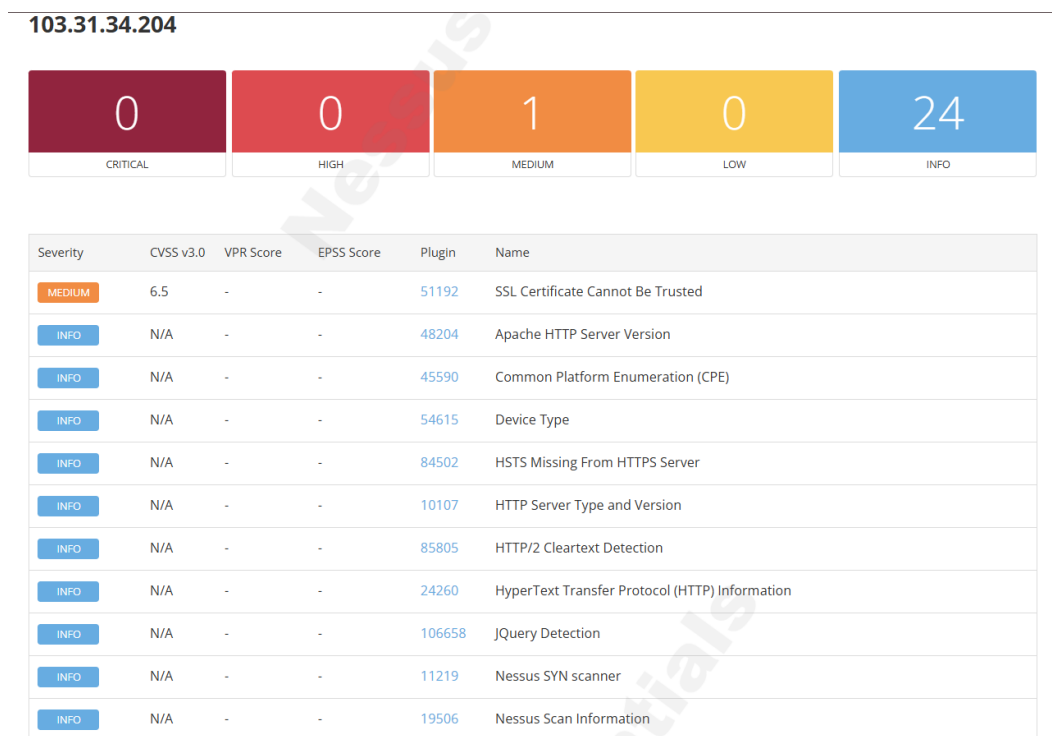 103.31.34.204
0 0 1 0 24
CRITICAL HIGH MEDIUM LOW INFO
Severity CVSS v3.0 VPR Score EPSS Score Plugin Name
MEDIUM 6.5 - - 51192 SSL Certificate Cannot Be Trusted
INFO N/A - - 48204 Apache HTTP Server Version
INFO N/A - - 45590 Common Platform Enumeration (CPE)
INFO N/A - - 54615 Device Type
INFO N/A - - 84502 HSTS Missing From HTTPS Server
INFO N/A - - 10107 HTTP Server Type and Version
INFO N/A - - 85805 HTTP/2 Cleartext Detection
INFO N/A - - 24260 HyperText Transfer Protocol (HTTP) Information
INFO N/A - - 106658 JQuery Detection
INFO N/A - - 11219 Nessus SYN scanner
INFO N/A - - 19506 Nessus Scan Information
Nessus